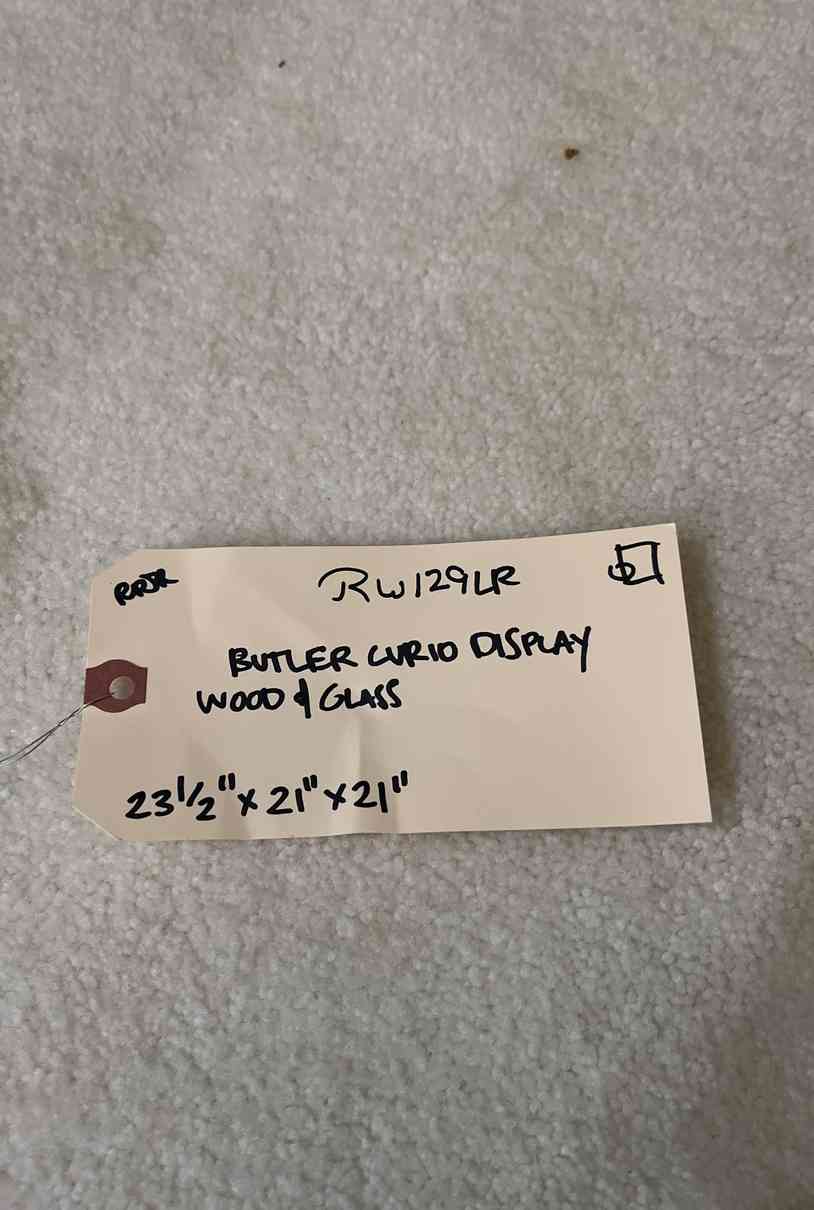 RW129LR
BUTLER CURIO DISPLAY
WOOD & GLASS
23 1/2" x 21" x 21"